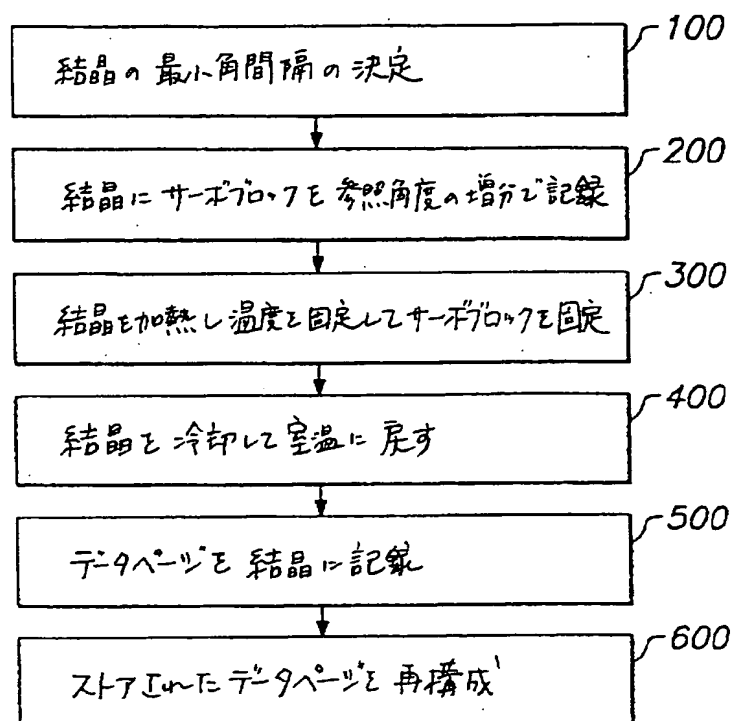 100
結晶の最小角間隔の決定
200
結晶にサーボブロックを参照角度の増分で記録
300
結晶を加熱し温度を固定してサーボブロックを固定
400
結晶を冷却して室温に戻す
500
データページを結晶に記録
600
ストアされたデータページを再構成